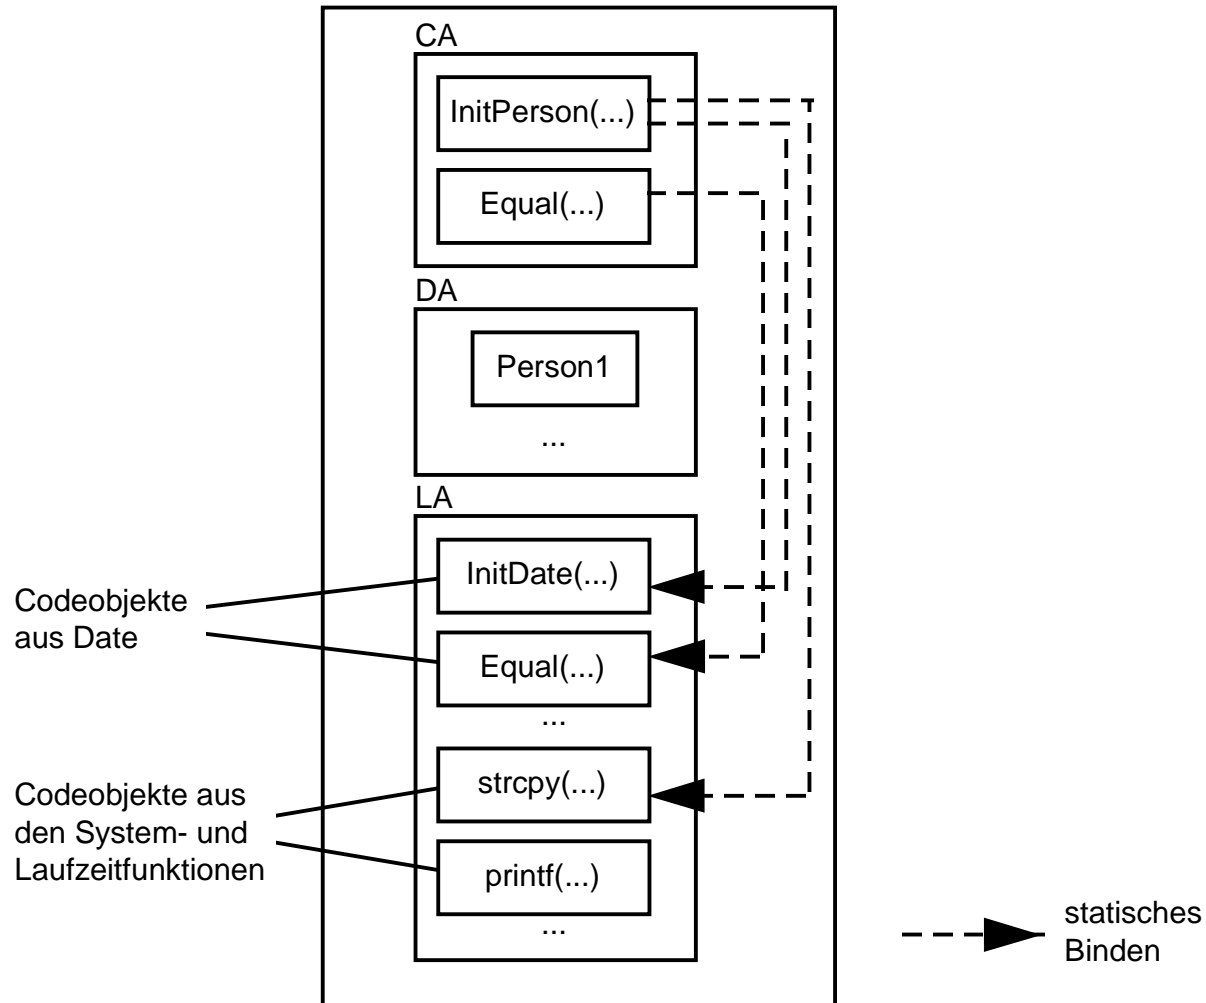 CA
InitPerson(...)
Equal(...)
DA
Person1
...
LA
InitDate(...)
Codeobjekte
aus Date
Equal(...)
...
strcpy(...)
Codeobjekte aus
den System- und
Laufzeitfunktionen
printf(...)
...
statisches
Binden